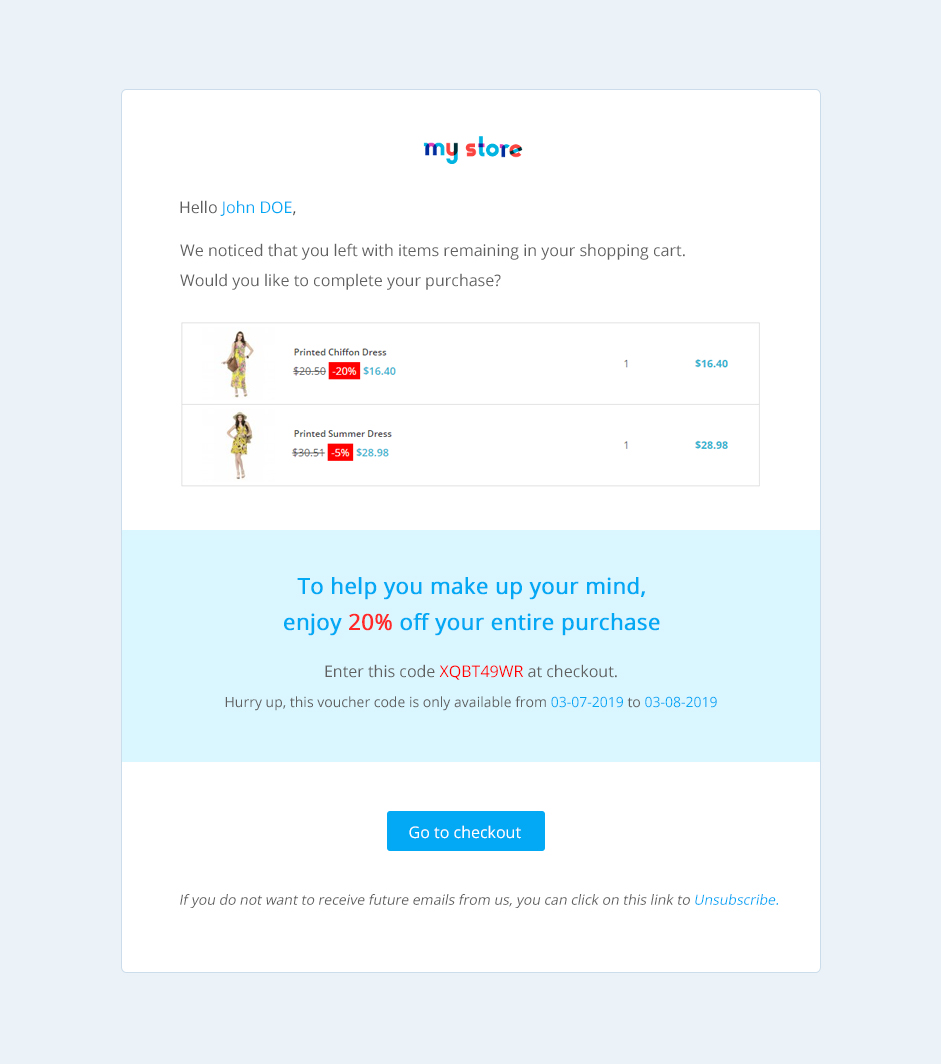 my store
Hello John DOE,
We noticed that you left with items remaining in your shopping cart.
Would you like to complete your purchase?
Printed Chiffon Dress
$20.50 -20% $16.40
1
$16.40
Printed Summer Dress
$30.51 -5% $28.98
1
$28.98
To help you make up your mind,
enjoy 20% off your entire purchase
Enter this code XQBT49WR at checkout.
Hurry up, this voucher code is only available from 03-07-2019 to 03-08-2019
Go to checkout
If you do not want to receive future emails from us, you can click on this link to Unsubscribe.